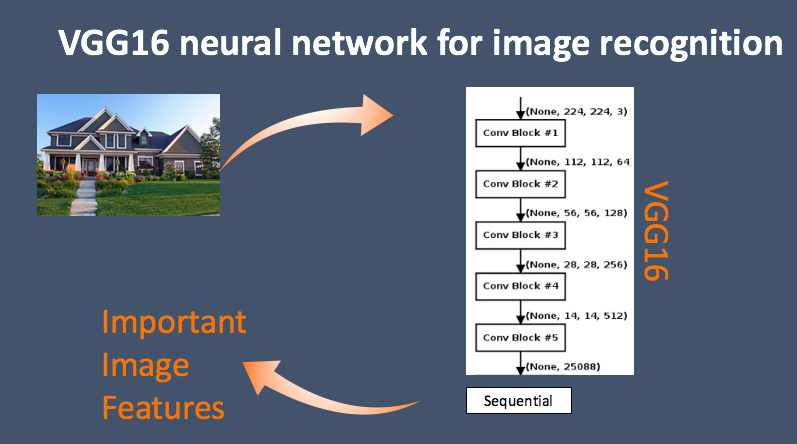 VGG16 neural network for image recognition
(None, 224, 224, 3)
Conv Block #1
(None, 112, 112, 64
Conv Block #2
(None, 56, 56, 128)
Conv Block #3
(None, 28, 28, 256)
Conv Block #4
(None, 14, 14, 512)
Conv Block #5
(None, 25088)
VGG16
Sequential
Important
Image
Features